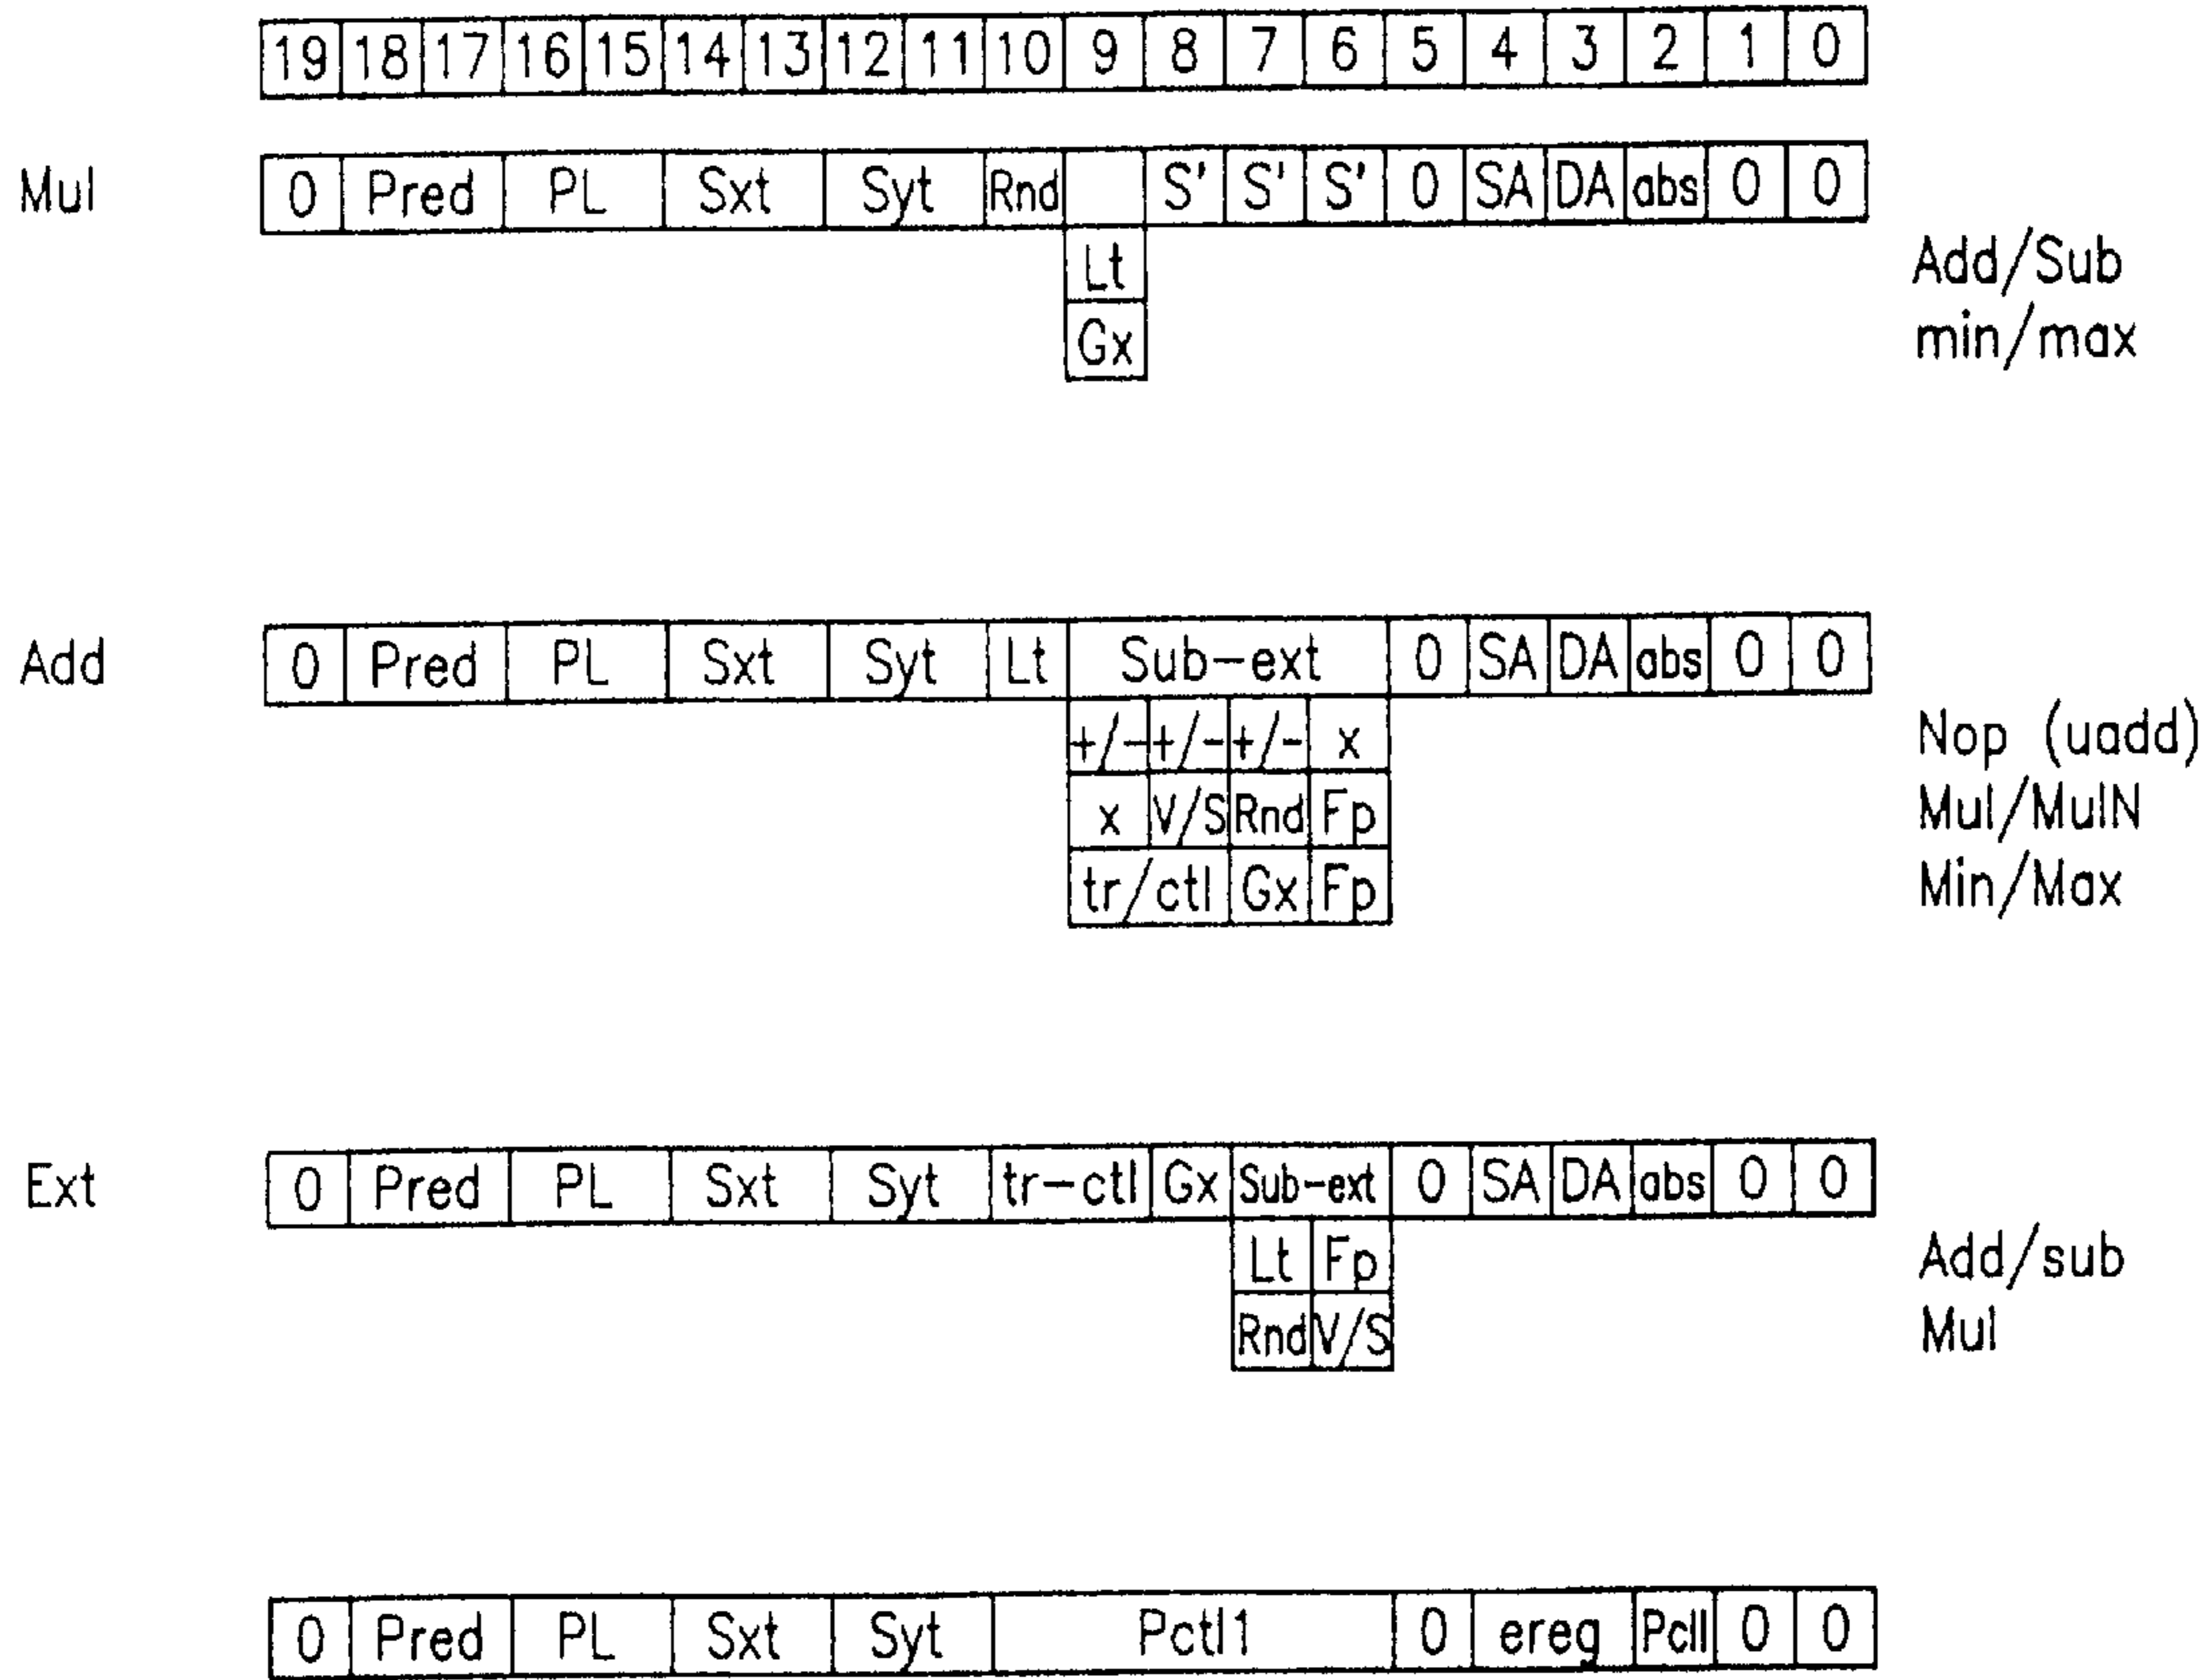 19 18 17 16 15 14 13 12 11 10 9 8 7 6 5 4 3 2 1 0
Mul 0 Pred PL Sxt Syt Rnd S' S' S' 0 SA DA abs 0 0
Lt Add/Sub
Gx min/max
Add 0 Pred PL Sxt Syt Lt Sub-ext 0 SA DA abs 0 0
+/- +/- +/- x Nop (uadd)
x V/S Rnd Fp Mul/MulN
tr/ctl Gx Fp Min/Max
Ext 0 Pred PL Sxt Syt tr-ctl Gx Sub-ext 0 SA DA abs 0 0
Lt Fp Add/sub
Rnd V/S Mul
0 Pred PL Sxt Syt Pctl1 0 ereg Pcll 0 0